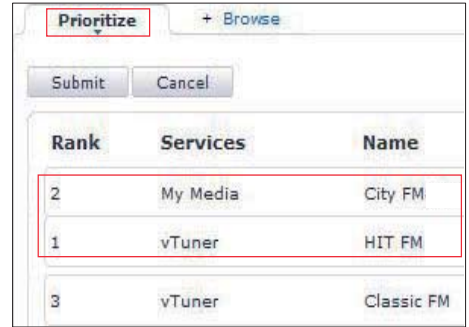 Prioritize + Browse
Submit Cancel
Rank Services Name
2 My Media City FM
1 vTuner HIT FM
3 vTuner Classic FM